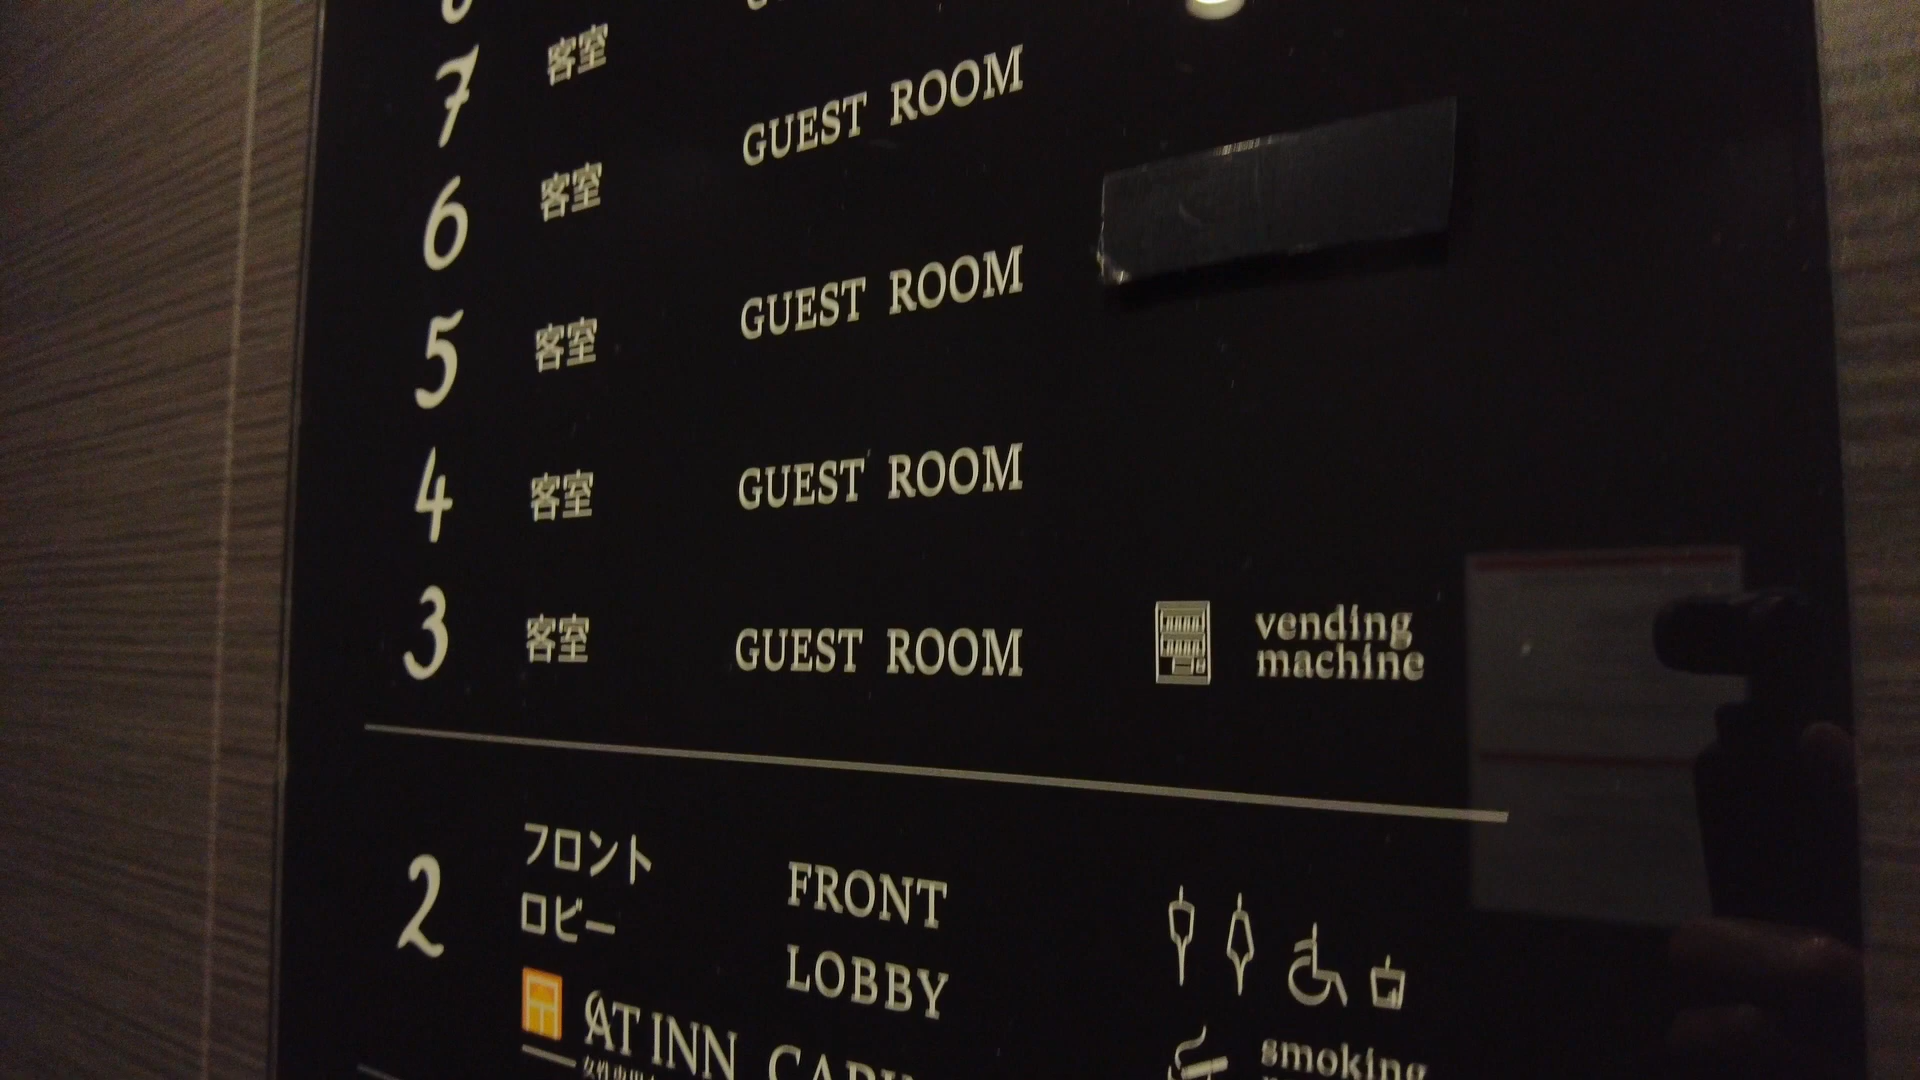 7 客室 GUEST ROOM
6 客室 GUEST ROOM
5 客室 GUEST ROOM
4 客室 GUEST ROOM
3 客室 GUEST ROOM vending machine
2 フロント FRONT
ロビー LOBBY
AT INN
smoking